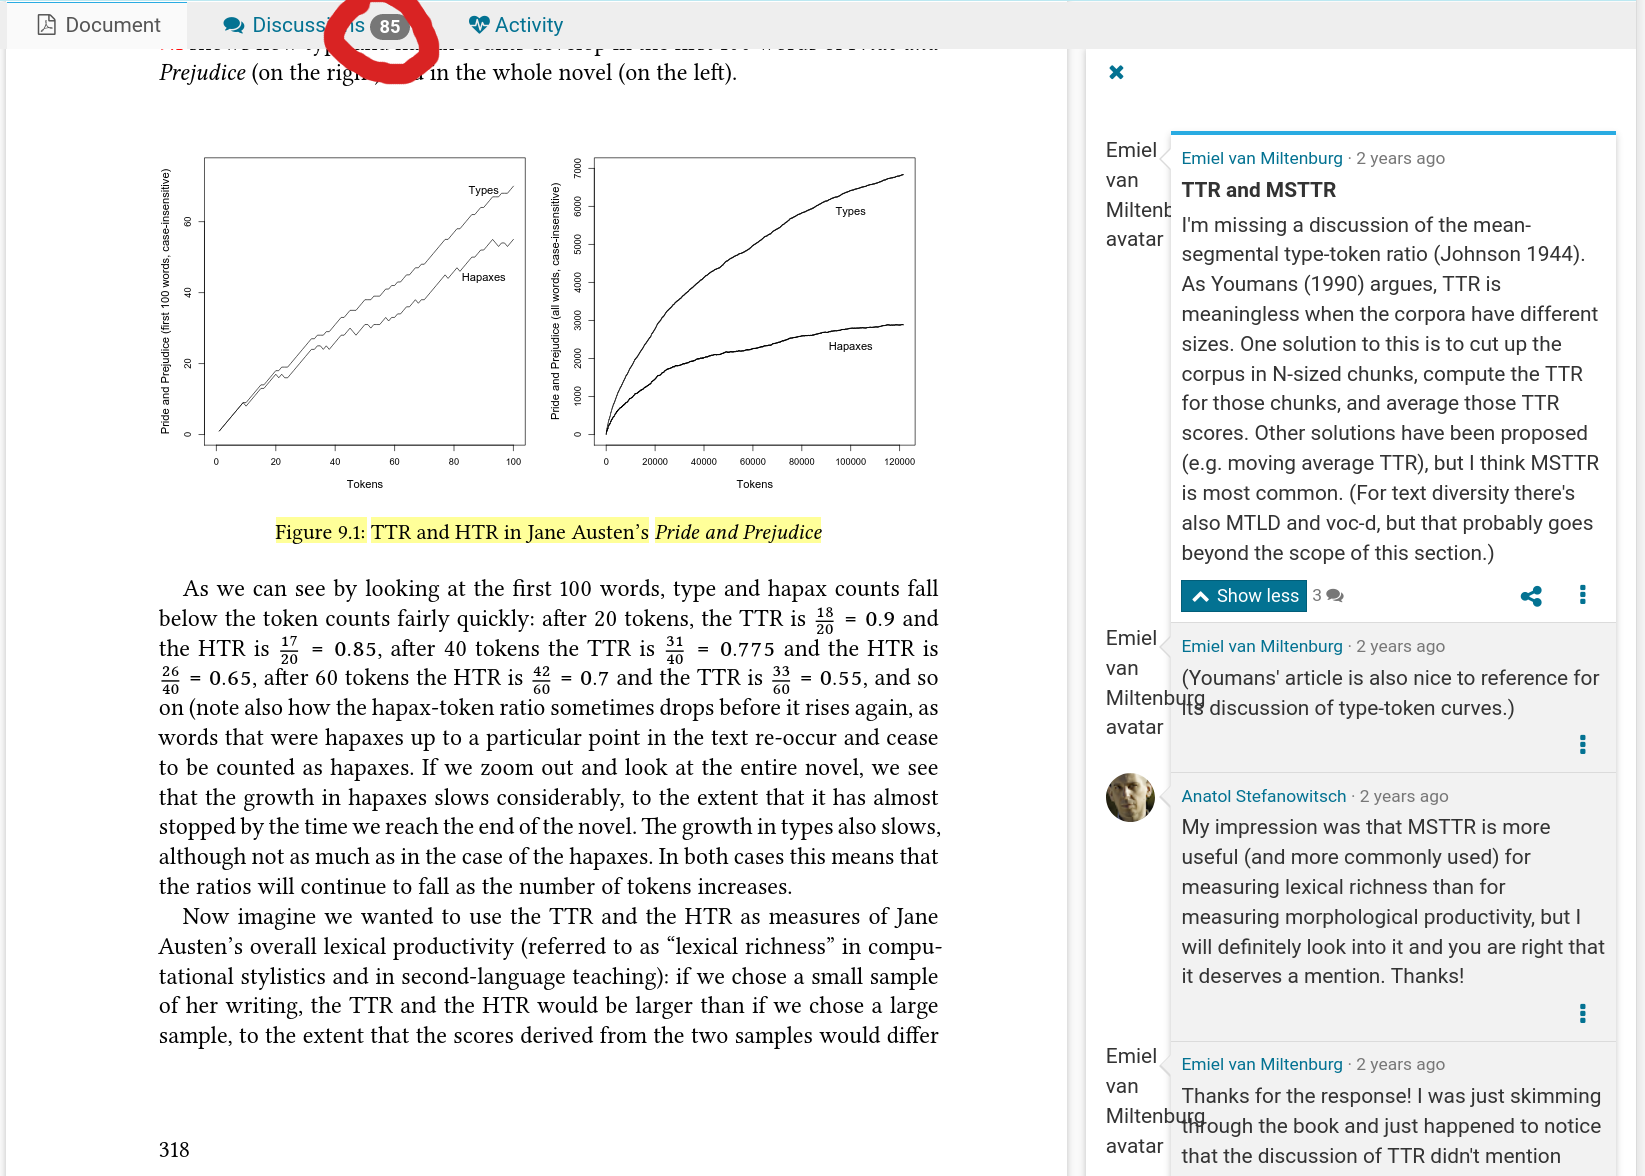 Document
Discussions 85
Activity
Prejudice (on the right) and in the whole novel (on the left).
Pride and Prejudice (first 100 words, case-insensitive)
60
40
20
0
Types
Hapaxes
0 20 40 60 80 100
Tokens
Pride and Prejudice (all words, case-insensitive)
7000
6000
5000
4000
3000
2000
1000
0
Types
Hapaxes
0 20000 40000 60000 80000 100000 120000
Tokens
Figure 9.1: TTR and HTR in Jane Austen's Pride and Prejudice
As we can see by looking at the first 100 words, type and hapax counts fall
below the token counts fairly quickly: after 20 tokens, the TTR is 18/20 = 0.9 and
the HTR is 17/20 = 0.85, after 40 tokens the TTR is 31/40 = 0.775 and the HTR is
26/40 = 0.65, after 60 tokens the HTR is 42/60 = 0.7 and the TTR is 33/60 = 0.55, and so
on (note also how the hapax-token ratio sometimes drops before it rises again, as
words that were hapaxes up to a particular point in the text re-occur and cease
to be counted as hapaxes. If we zoom out and look at the entire novel, we see
that the growth in hapaxes slows considerably, to the extent that it has almost
stopped by the time we reach the end of the novel. The growth in types also slows,
although not as much as in the case of the hapaxes. In both cases this means that
the ratios will continue to fall as the number of tokens increases.
Now imagine we wanted to use the TTR and the HTR as measures of Jane
Austen's overall lexical productivity (referred to as “lexical richness” in compu-
tational stylistics and in second-language teaching): if we chose a small sample
of her writing, the TTR and the HTR would be larger than if we chose a large
sample, to the extent that the scores derived from the two samples would differ
318
Emiel
van
Miltenb
avatar
Emiel van Miltenburg · 2 years ago
TTR and MSTTR
I'm missing a discussion of the mean-
segmental type-token ratio (Johnson 1944).
As Youmans (1990) argues, TTR is
meaningless when the corpora have different
sizes. One solution to this is to cut up the
corpus in N-sized chunks, compute the TTR
for those chunks, and average those TTR
scores. Other solutions have been proposed
(e.g. moving average TTR), but I think MSTTR
is most common. (For text diversity there's
also MTLD and voc-d, but that probably goes
beyond the scope of this section.)
Show less 3
Emiel
van
Miltenburg
avatar
Emiel van Miltenburg · 2 years ago
(Youmans' article is also nice to reference for
its discussion of type-token curves.)
Anatol Stefanowitsch · 2 years ago
My impression was that MSTTR is more
useful (and more commonly used) for
measuring lexical richness than for
measuring morphological productivity, but I
will definitely look into it and you are right that
it deserves a mention. Thanks!
Emiel
van
Miltenburg
avatar
Emiel van Miltenburg · 2 years ago
Thanks for the response! I was just skimming
through the book and just happened to notice
that the discussion of TTR didn't mention